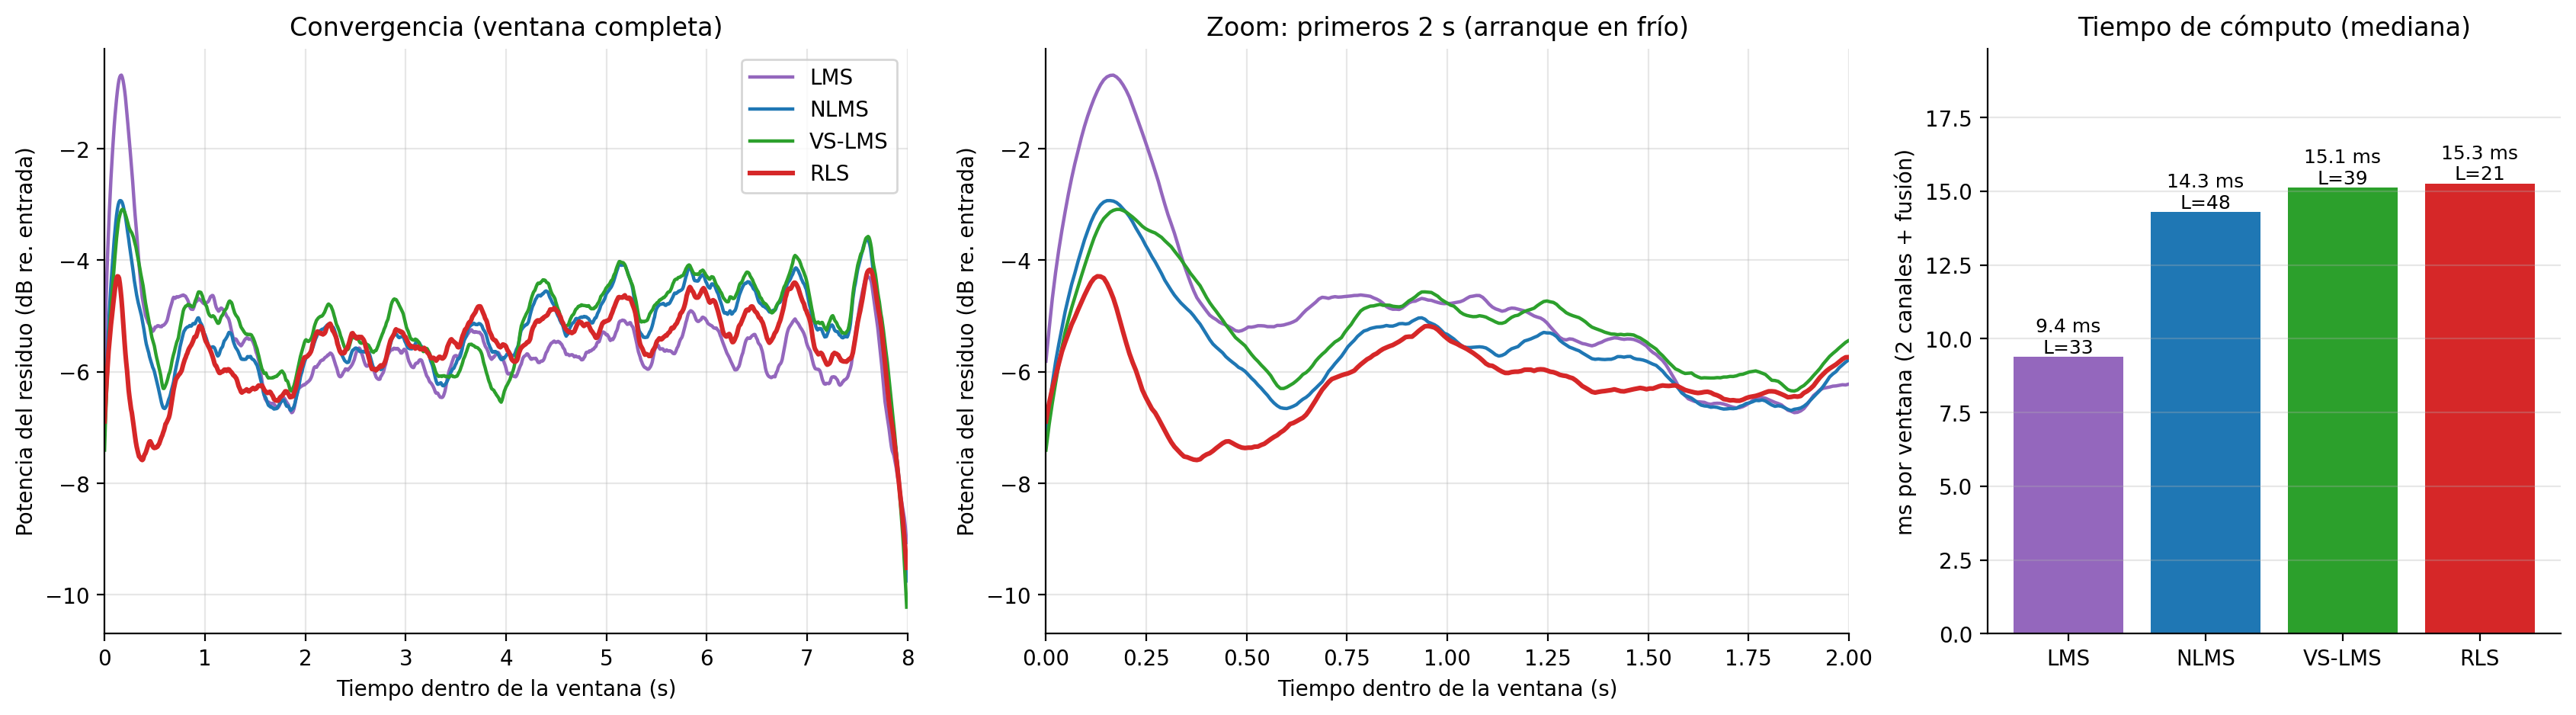 Convergencia (ventana completa)
Potencia del residuo (dB re. entrada)
−2
−4
−6
−8
−10
0
1
2
3
4
5
6
7
8
Tiempo dentro de la ventana (s)
LMS
NLMS
VS-LMS
RLS
Zoom: primeros 2 s (arranque en frío)
Potencia del residuo (dB re. entrada)
−2
−4
−6
−8
−10
0.00
0.25
0.50
0.75
1.00
1.25
1.50
1.75
2.00
Tiempo dentro de la ventana (s)
Tiempo de cómputo (mediana)
ms por ventana (2 canales + fusión)
17.5
15.0
12.5
10.0
7.5
5.0
2.5
0.0
9.4 ms
L=33
14.3 ms
L=48
15.1 ms
L=39
15.3 ms
L=21
LMS
NLMS
VS-LMS
RLS